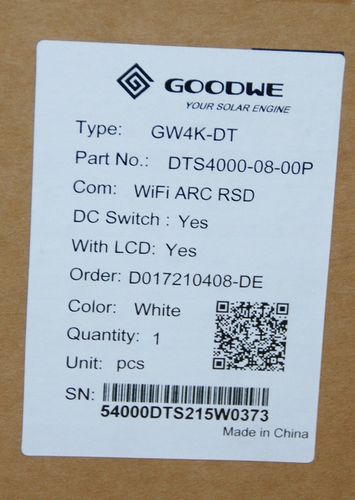 GOODWE
YOUR SOLAR ENGINE
Type: GW4K-DT
Part No.: DTS4000-08-00P
Com: WiFi ARC RSD
DC Switch : Yes
With LCD: Yes
Order: D017210408-DE
Color: White
Quantity: 1
Unit: pcs
SN:
54000DTS215W0373
Made in China